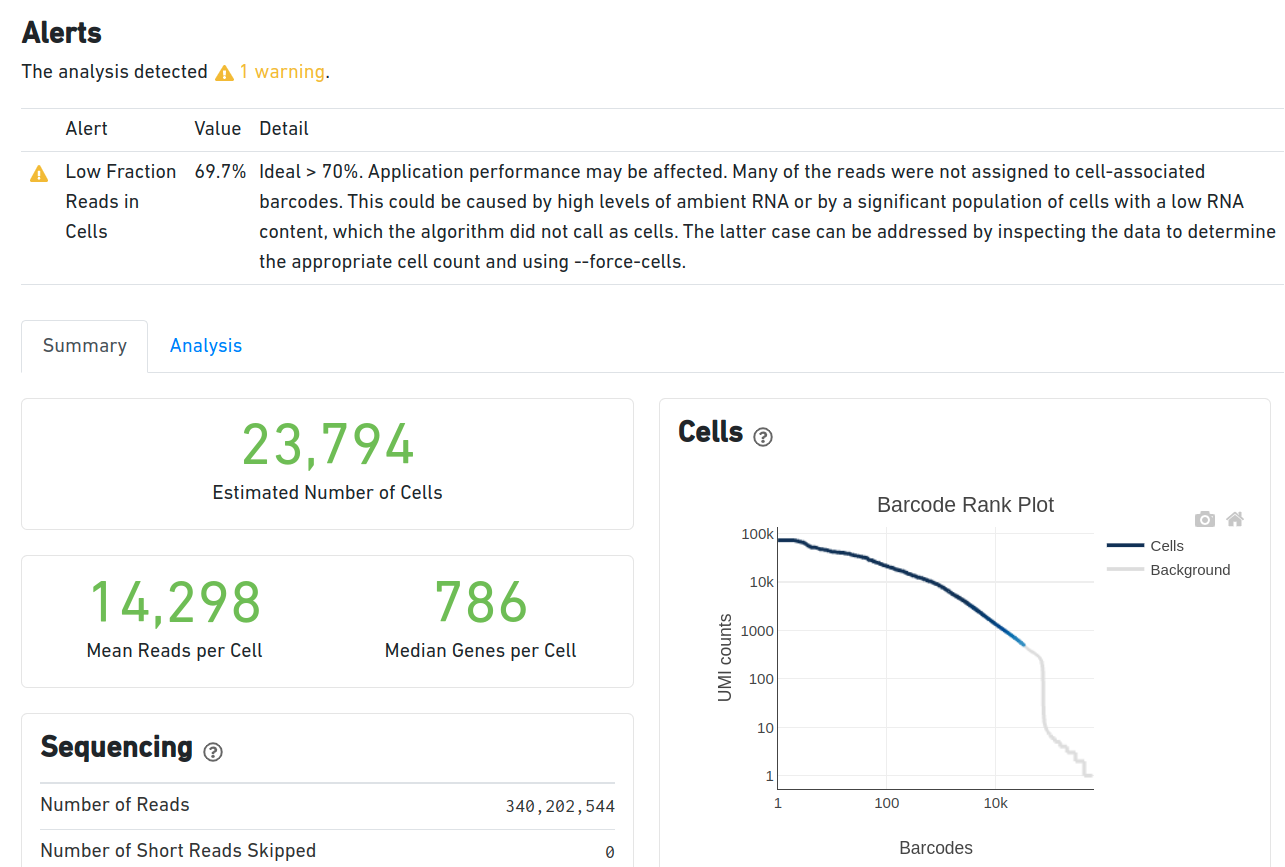 Alerts
The analysis detected 1 warning.
Alert Value Detail
Low Fraction Reads in Cells 69.7% Ideal > 70%. Application performance may be affected. Many of the reads were not assigned to cell-associated
barcodes. This could be caused by high levels of ambient RNA or by a significant population of cells with a low RNA
content, which the algorithm did not call as cells. The latter case can be addressed by inspecting the data to determine
the appropriate cell count and using --force-cells.
Summary Analysis
23,794
Estimated Number of Cells
14,298 786
Mean Reads per Cell Median Genes per Cell
Sequencing ?
Number of Reads 340,202,544
Number of Short Reads Skipped 0
Cells ?
Barcode Rank Plot
Cells
Background
UMI counts
100k
10k
1000
100
10
1
1 100 10k
Barcodes